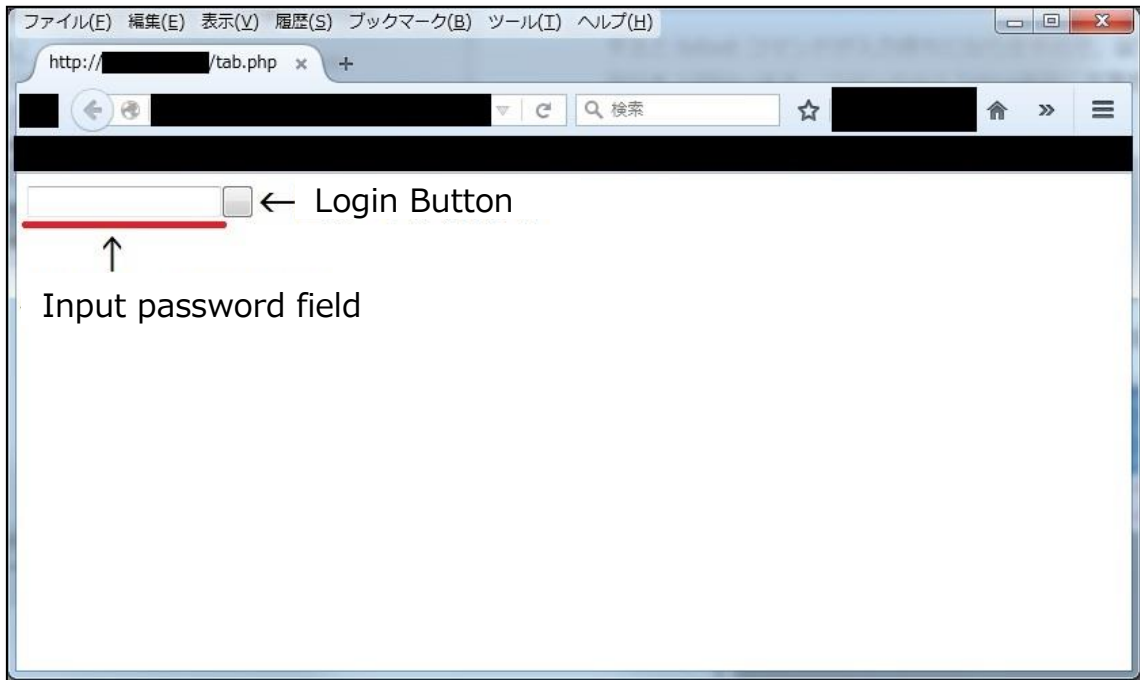 ファイル(F) 編集(E) 表示(V) 履歴(S) ブックマーク(B) ツール(T) ヘルプ(H)
http:// /tab.php × +
検索
← Login Button
↑
Input password field